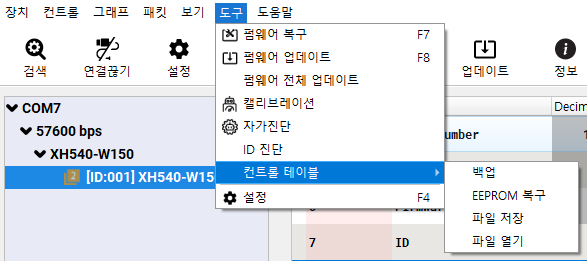 장치 컨트롤 그래프 패킷 보기 도구 도움말
검색 연결끊기 설정 업데이트 정보
펌웨어 복구 F7
펌웨어 업데이트 F8
펌웨어 전체 업데이트
캘리브레이션
자가진단
ID 진단
컨트롤 테이블
설정 F4
백업
EEPROM 복구
파일 저장
파일 열기
COM7
57600 bps
XH540-W150
2 [ID:001] XH540-W15
Decim
umber 1
7 ID